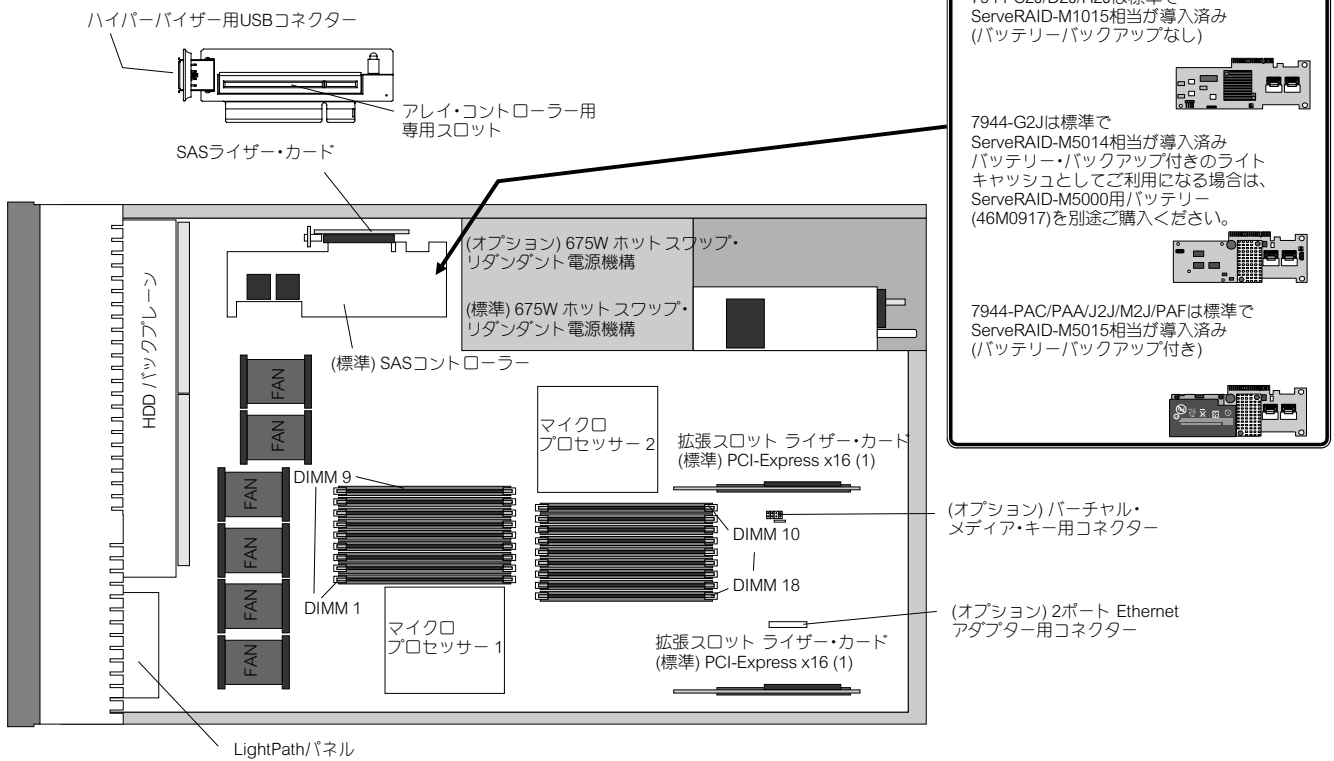 ハイパーバイザー用USBコネクター
アレイ・コントローラー用
専用スロット
SASライザー・カード
ServeRAID-M1015相当が導入済み
(バッテリーバックアップなし)
7944-G2Jは標準で
ServeRAID-M5014相当が導入済み
バッテリー・バックアップ付きのライト
キャッシュとしてご利用になる場合は、
ServeRAID-M5000用バッテリー
(46M0917)を別途ご購入ください。
7944-PAC/PAA/J2J/M2J/PAFは標準で
ServeRAID-M5015相当が導入済み
(バッテリーバックアップ付き)
(オプション) 675W ホットスワップ・
リダンダント電源機構
(標準) 675W ホットスワップ・
リダンダント電源機構
HDD バックプレーン
(標準) SASコントローラー
FAN
FAN
FAN
FAN
FAN
FAN
マイクロ
プロセッサー 2
拡張スロット ライザー・カード
(標準) PCI-Express x16 (1)
DIMM 9
DIMM 10
(オプション) バーチャル・
メディア・キー用コネクター
DIMM 18
DIMM 1
マイクロ
プロセッサー 1
(オプション) 2ポート Ethernet
アダプター用コネクター
拡張スロット ライザー・カード
(標準) PCI-Express x16 (1)
LightPathパネル